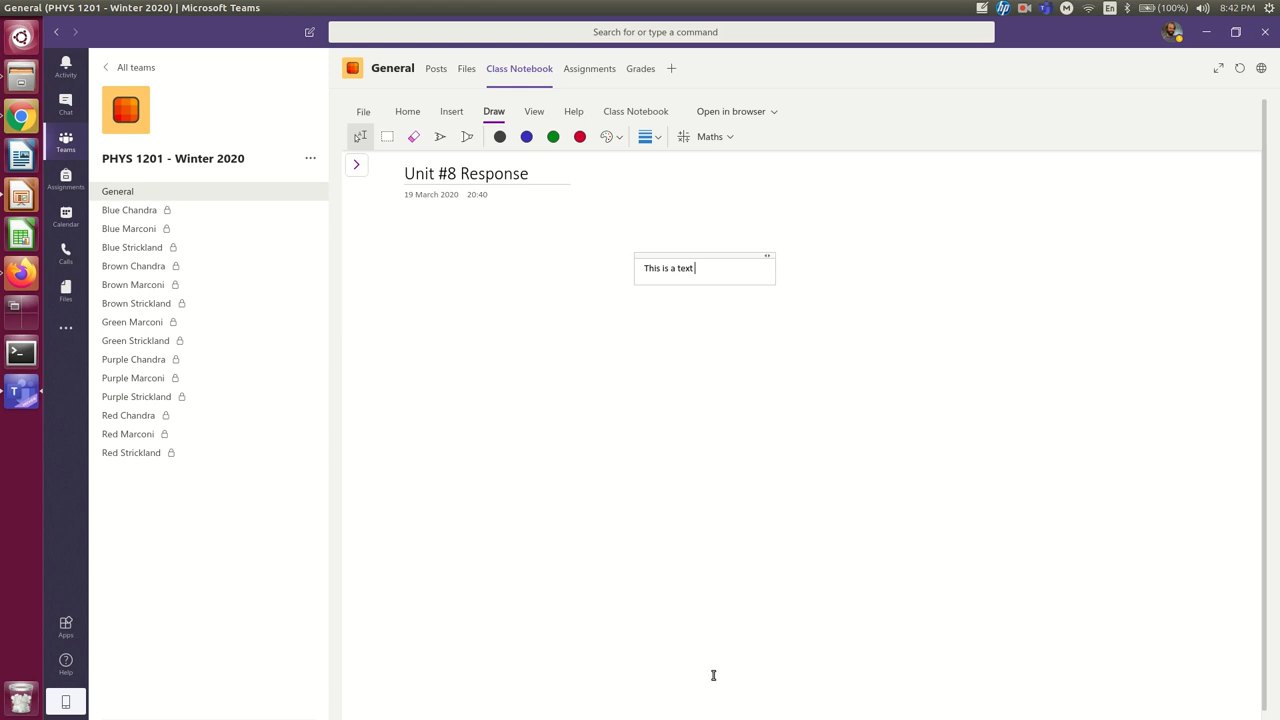 General (PHYS 1201 - Winter 2020) | Microsoft Teams
En
(100%)
8:42 PM
Search for or type a command
Activity
Chat
Teams
Assignments
Calendar
Calls
Files
Apps
Help
All teams
PHYS 1201 - Winter 2020
General
Blue Chandra
Blue Marconi
Blue Strickland
Brown Chandra
Brown Marconi
Brown Strickland
Green Marconi
Green Strickland
Purple Chandra
Purple Marconi
Purple Strickland
Red Chandra
Red Marconi
Red Strickland
General
Posts
Files
Class Notebook
Assignments
Grades
File
Home
Insert
Draw
View
Help
Class Notebook
Open in browser
Maths
Unit #8 Response
19 March 2020 20:40
This is a text